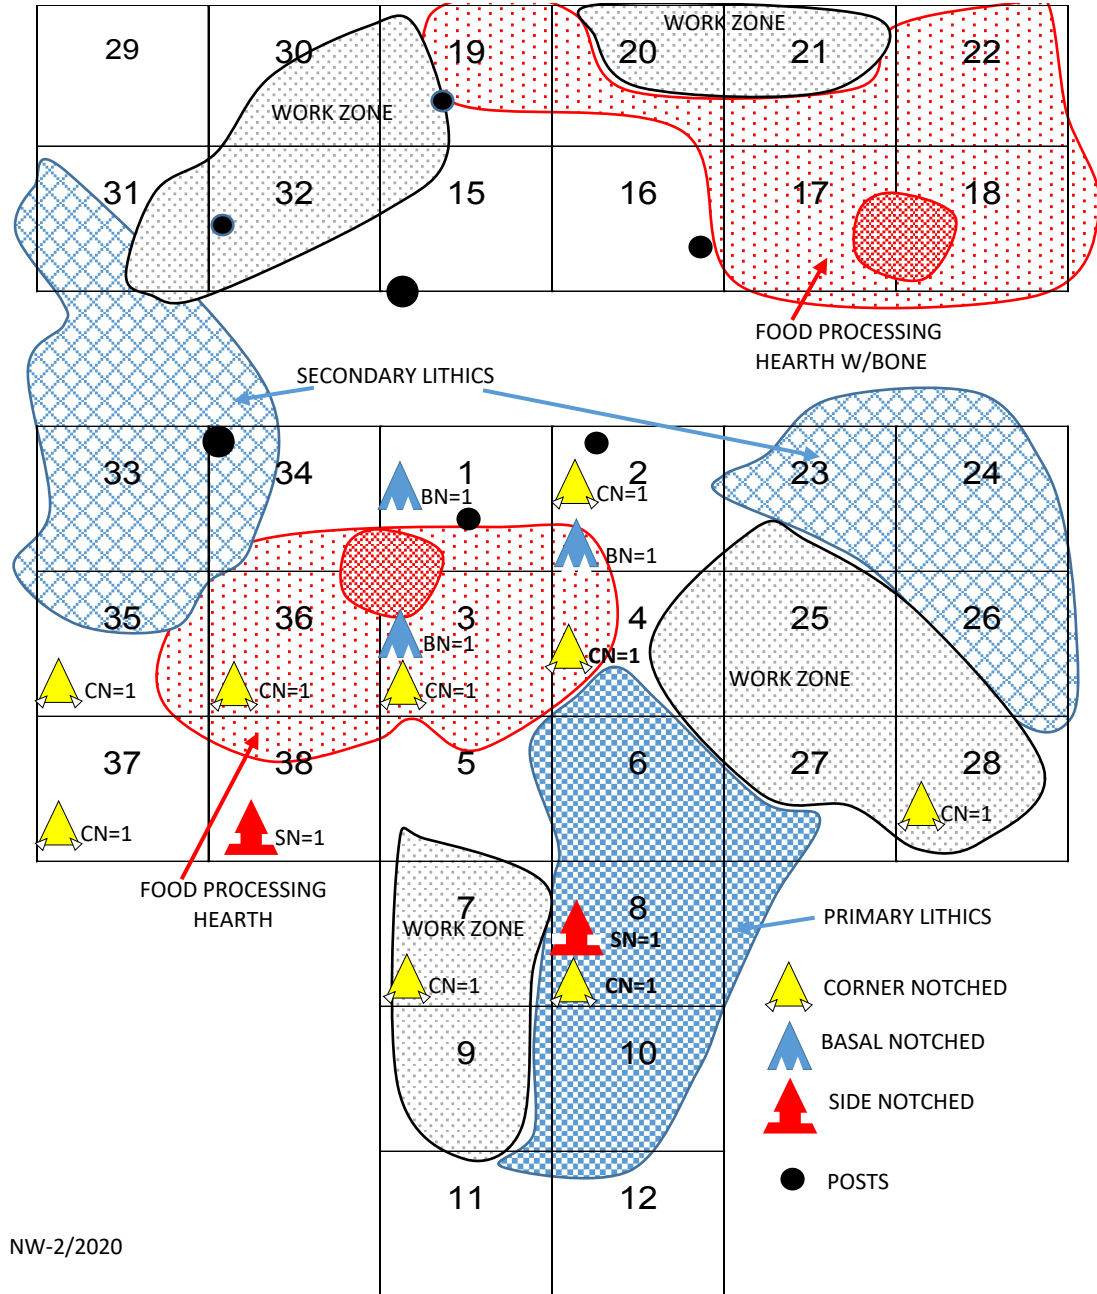 WORK ZONE
29
30
19
20
21
22
WORK ZONE
31
32
15
16
17
18
FOOD PROCESSING
HEARTH W/BONE
SECONDARY LITHICS
33
34
1
2
23
24
BN=1
CN=1
BN=1
35
36
3
4
25
26
BN=1
CN=1
WORK ZONE
CN=1
CN=1
CN=1
37
38
5
6
27
28
CN=1
CN=1
SN=1
FOOD PROCESSING
HEARTH
7
8
WORK ZONE
SN=1
PRIMARY LITHICS
CN=1
CN=1
CORNER NOTCHED
9
10
BASAL NOTCHED
SIDE NOTCHED
11
12
POSTS
NW-2/2020